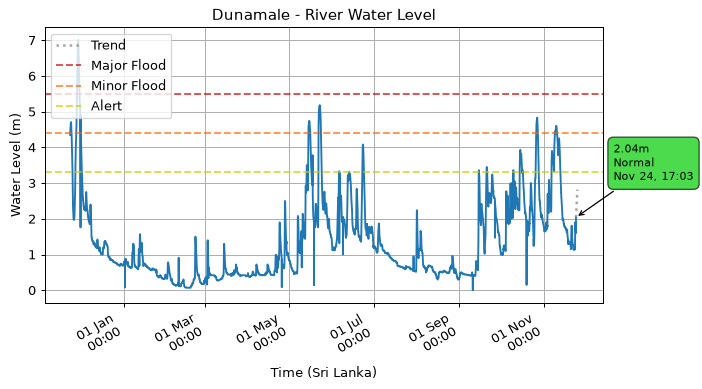 Dunamale - River Water Level
Trend
Major Flood
Minor Flood
Alert
Water Level (m)
7
6
5
4
3
2
1
0
2.04m
Normal
Nov 24, 17:03
01 Jan
00:00
01 Mar
00:00
01 May
00:00
01 Jul
00:00
01 Sep
00:00
01 Nov
00:00
Time (Sri Lanka)